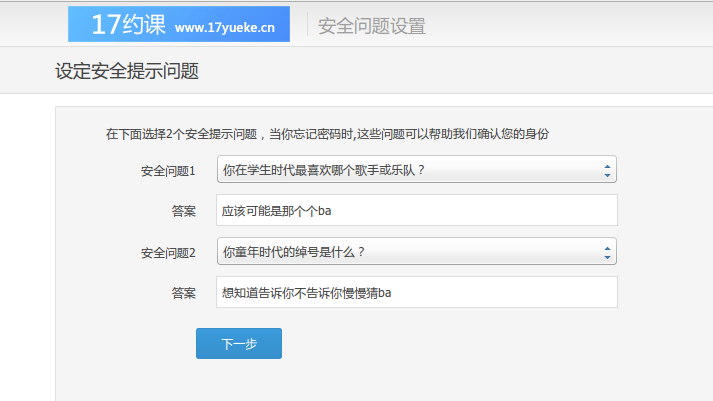 17约课 www.17yueke.cn 安全问题设置
设定安全提示问题
在下面选择2个安全提示问题，当你忘记密码时,这些问题可以帮助我们确认您的身份
安全问题1 你在学生时代最喜欢哪个歌手或乐队？
答案 应该可能是那个个ba
安全问题2 你童年时代的绰号是什么？
答案 想知道告诉你不告诉你慢慢猜ba
下一步